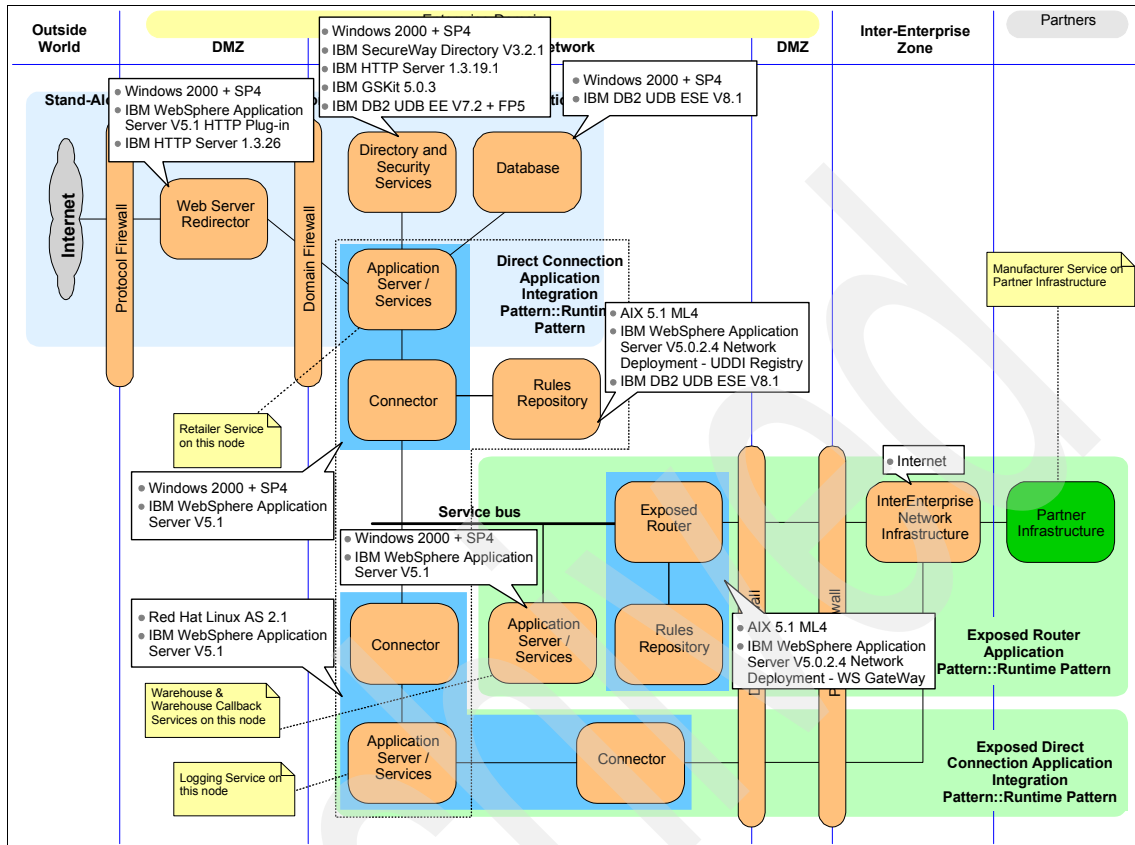 Outside World
DMZ
Network
DMZ
Inter-Enterprise Zone
Partners
Windows 2000 + SP4
IBM SecureWay Directory V3.2.1
IBM HTTP Server 1.3.19.1
IBM GSKit 5.0.3
IBM DB2 UDB EE V7.2 + FP5
Windows 2000 + SP4
IBM DB2 UDB ESE V8.1
Windows 2000 + SP4
IBM WebSphere Application
Server V5.1 HTTP Plug-in
IBM HTTP Server 1.3.26
Internet
Protocol Firewall
Web Server
Redirector
Domain Firewall
Directory and
Security
Services
Database
Application
Server /
Services
Direct Connection
Application
Integration
Pattern
Manufacturer Service on
Partner Infrastructure
AIX 5.1 ML4
IBM WebSphere Application
Server V5.0.2.4 Network
Deployment - UDDI Registry
IBM DB2 UDB ESE V8.1
Connector
Rules
Repository
Retailer Service
on this node
Windows 2000 + SP4
IBM WebSphere Application
Server V5.1
Internet
Service bus
Exposed
Router
InterEnterprise
Network
Infrastructure
Partner
Infrastructure
Windows 2000 + SP4
IBM WebSphere Application
Server V5.1
Red Hat Linux AS 2.1
IBM WebSphere Application
Server V5.1
Connector
Application
Server /
Services
Rules
Repository
AIX 5.1 ML4
IBM WebSphere Application
Server V5.0.2.4 Network
Deployment - WS GateWay
Exposed Router
Application
Pattern::Runtime Pattern
Warehouse &
Warehouse Callback
Services on this node
Application
Server /
Services
Connector
Exposed Direct
Connection Application
Integration
Pattern::Runtime Pattern
Logging Service on
this node